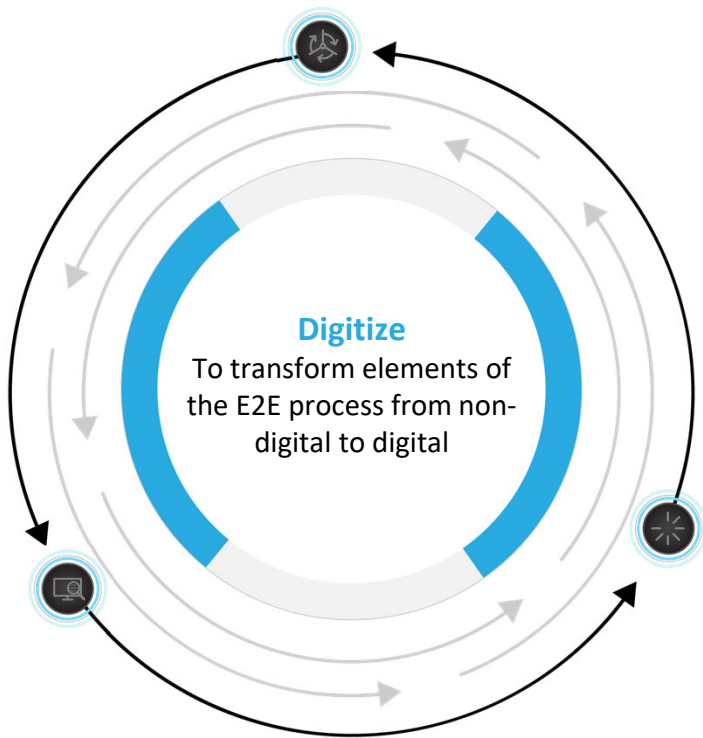 Digitize
To transform elements of
the E2E process from non-
digital to digital